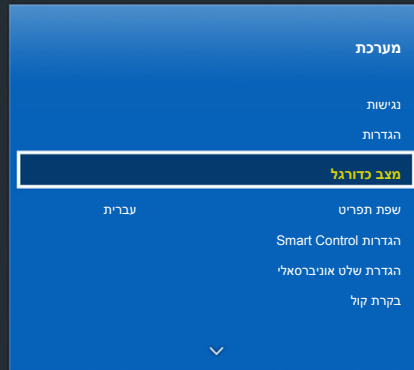 מערכת
נגישות
הגדרות
מצב כדורגל
שפת תפריט עברית
הגדרות Smart Control
הגדרת שלט אוניברסאלי
בקרת קול